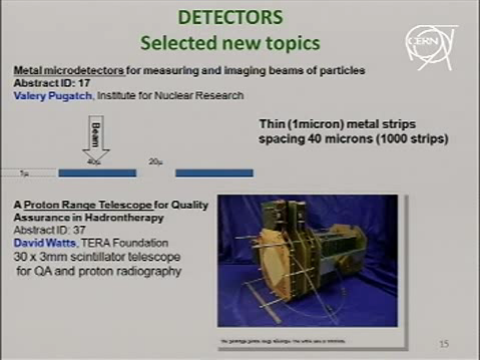 DETECTORS
Selected new topics
CERN
Metal microdetectors for measuring and imaging beams of particles
Abstract ID: 17
Valery Pugatch, Institute for Nuclear Research
Beam
Thin (1micron) metal strips
spacing 40 microns (1000 strips)
40µ
20µ
1µ
A Proton Range Telescope for Quality
Assurance in Hadrontherapy
Abstract ID: 37
David Watts, TERA Foundation
30 x 3mm scintillator telescope
for QA and proton radiography
15